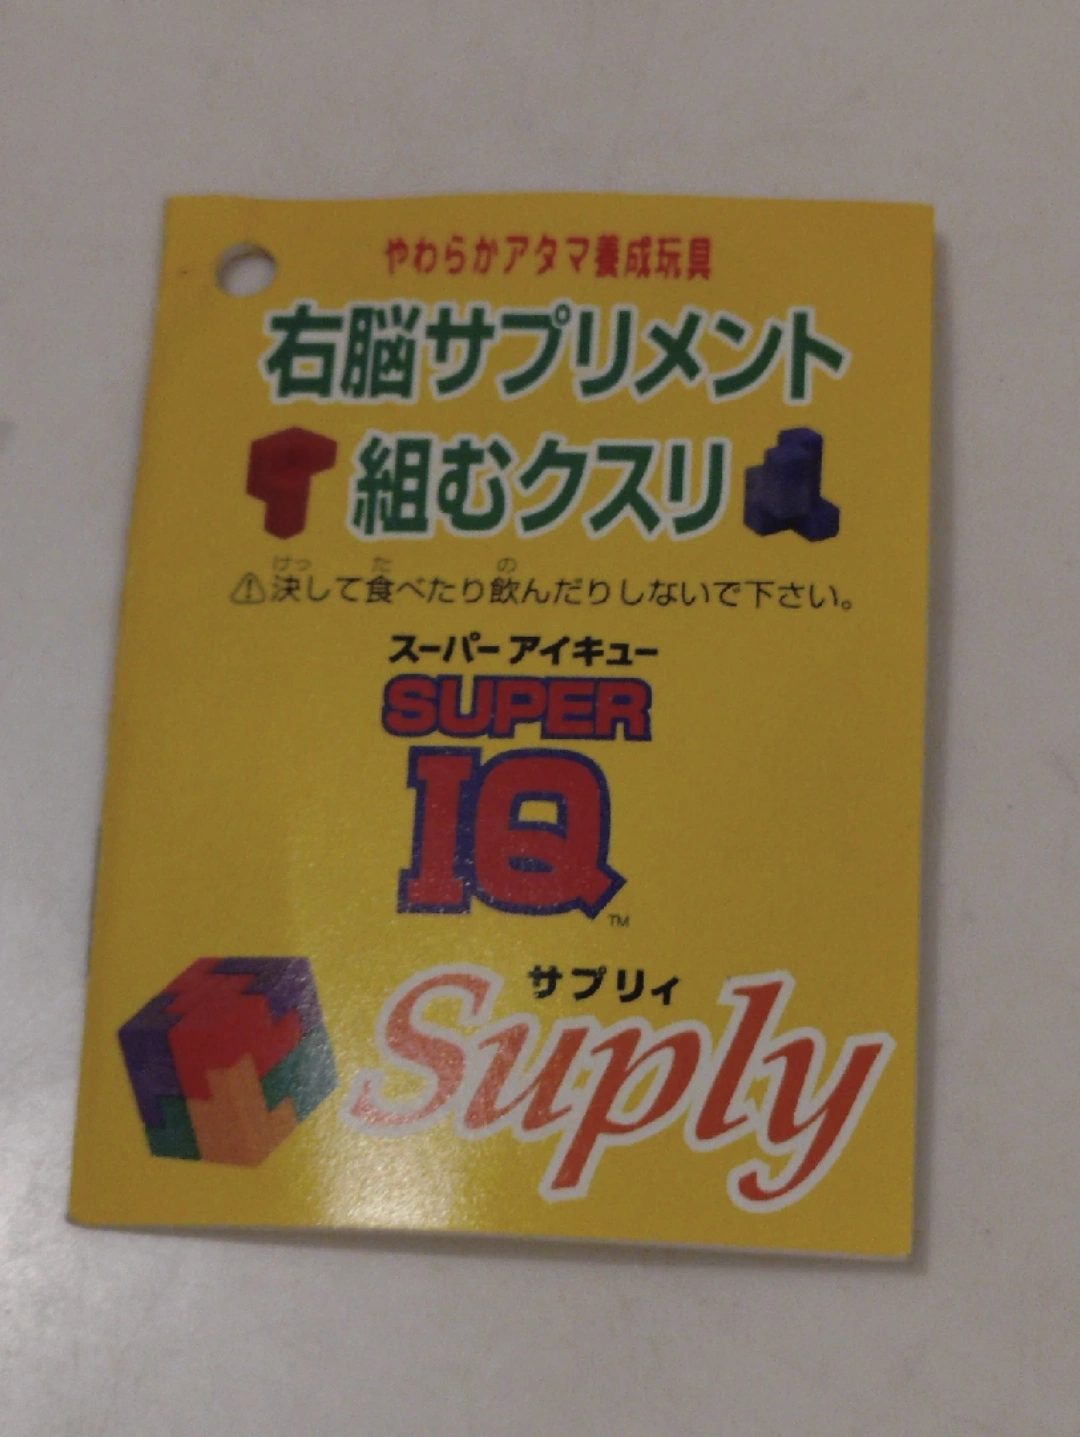 やわらかアタマ養成玩具
右脳サプリメント
組むクスリ
けっ た の
⚠決して食べたり飲んだりしないで下さい。
スーパーアイキュー
SUPER
IQ™
サプリィ
Suply